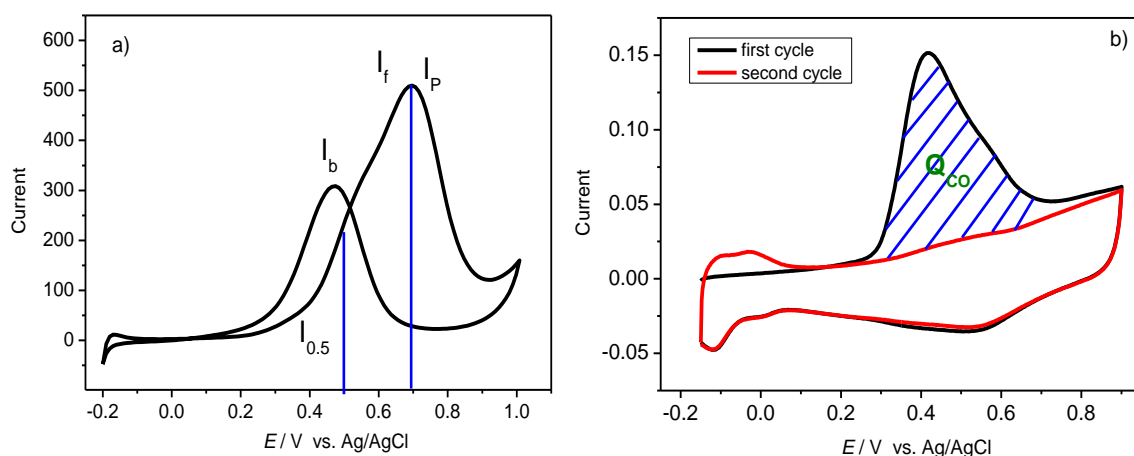 a)
600
500
400
300
200
100
0
Current
I_f
I_P
I_b
I_0.5
-0.2 0.0 0.2 0.4 0.6 0.8 1.0
E / V vs. Ag/AgCl
b)
first cycle
second cycle
0.15
0.10
0.05
0.00
-0.05
Current
Q_CO
-0.2 0.0 0.2 0.4 0.6 0.8
E / V vs. Ag/AgCl